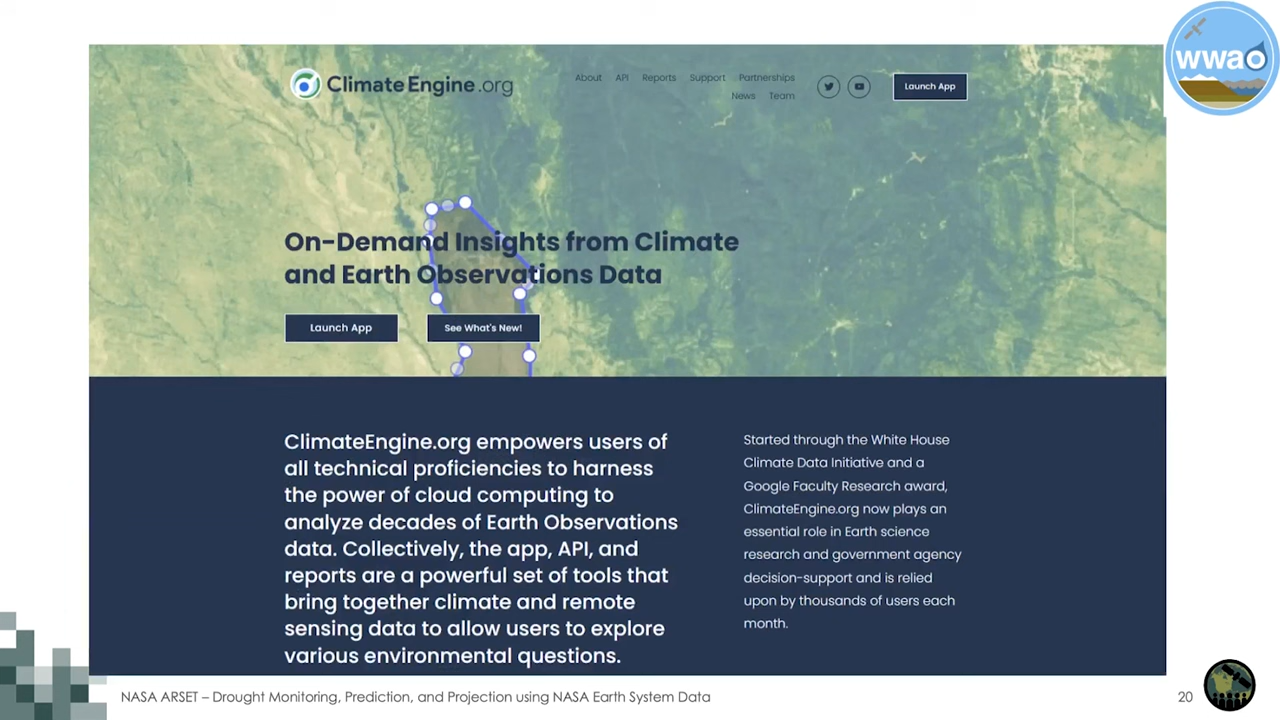 wwao
ClimateEngine.org
About API Reports Support Partnerships
News Team
Launch App
On-Demand Insights from Climate
and Earth Observations Data
Launch App
See What's New!
ClimateEngine.org empowers users of
all technical proficiencies to harness
the power of cloud computing to
analyze decades of Earth Observations
data. Collectively, the app, API, and
reports are a powerful set of tools that
bring together climate and remote
sensing data to allow users to explore
various environmental questions.
Started through the White House
Climate Data Initiative and a
Google Faculty Research award,
ClimateEngine.org now plays an
essential role in Earth science
research and government agency
decision-support and is relied
upon by thousands of users each
month.
NASA ARSET – Drought Monitoring, Prediction, and Projection using NASA Earth System Data
20